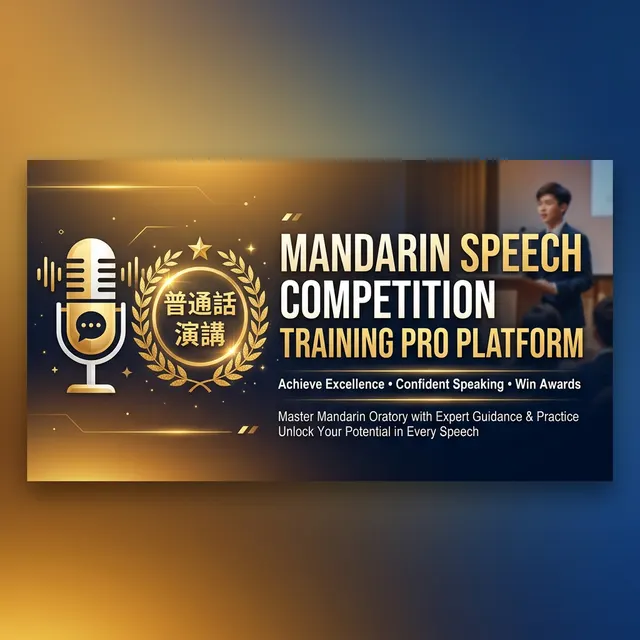 普通話
演講
MANDARIN SPEECH
COMPETITION
TRAINING PRO PLATFORM
Achieve Excellence • Confident Speaking • Win Awards
Master Mandarin Oratory with Expert Guidance & Practice
Unlock Your Potential in Every Speech